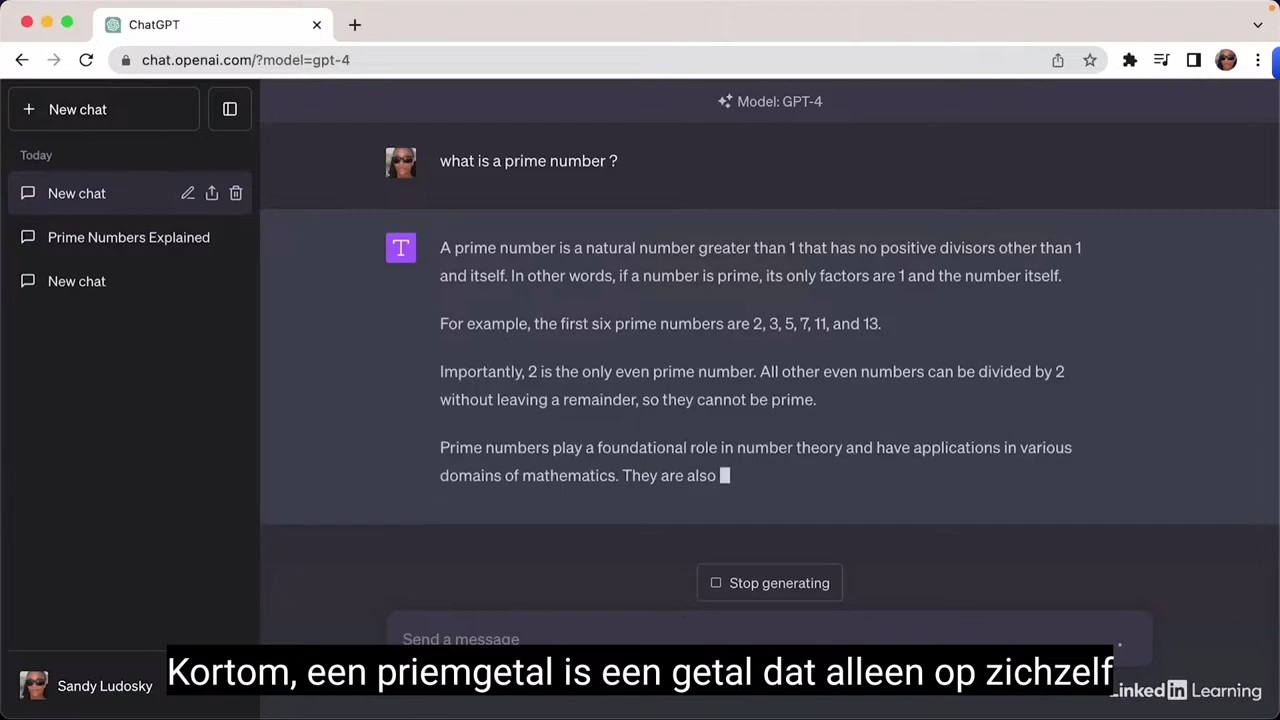 ChatGPT
chat.openai.com/?model=gpt-4
New chat
Model: GPT-4
Today
what is a prime number ?
New chat
Prime Numbers Explained
New chat
T
A prime number is a natural number greater than 1 that has no positive divisors other than 1
and itself. In other words, if a number is prime, its only factors are 1 and the number itself.
For example, the first six prime numbers are 2, 3, 5, 7, 11, and 13.
Importantly, 2 is the only even prime number. All other even numbers can be divided by 2
without leaving a remainder, so they cannot be prime.
Prime numbers play a foundational role in number theory and have applications in various
domains of mathematics. They are also
Stop generating
Send a message
Kortom, een priemgetal is een getal dat alleen op zichzelf
Sandy Ludosky
LinkedIn Learning